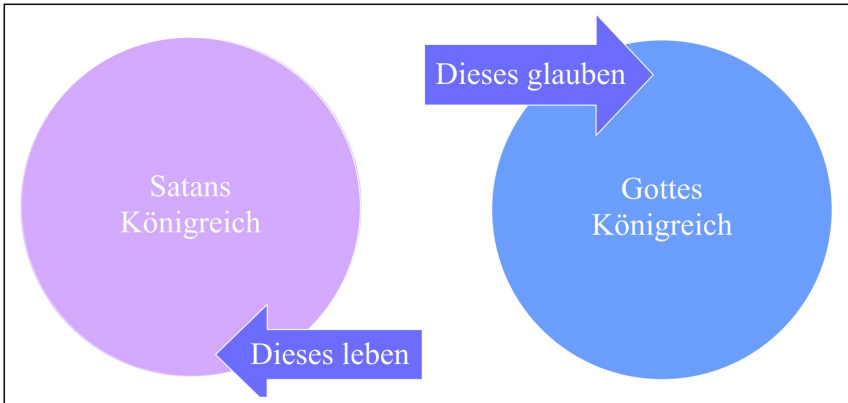 Dieses glauben
Satans
Königreich
Gottes
Königreich
Dieses leben